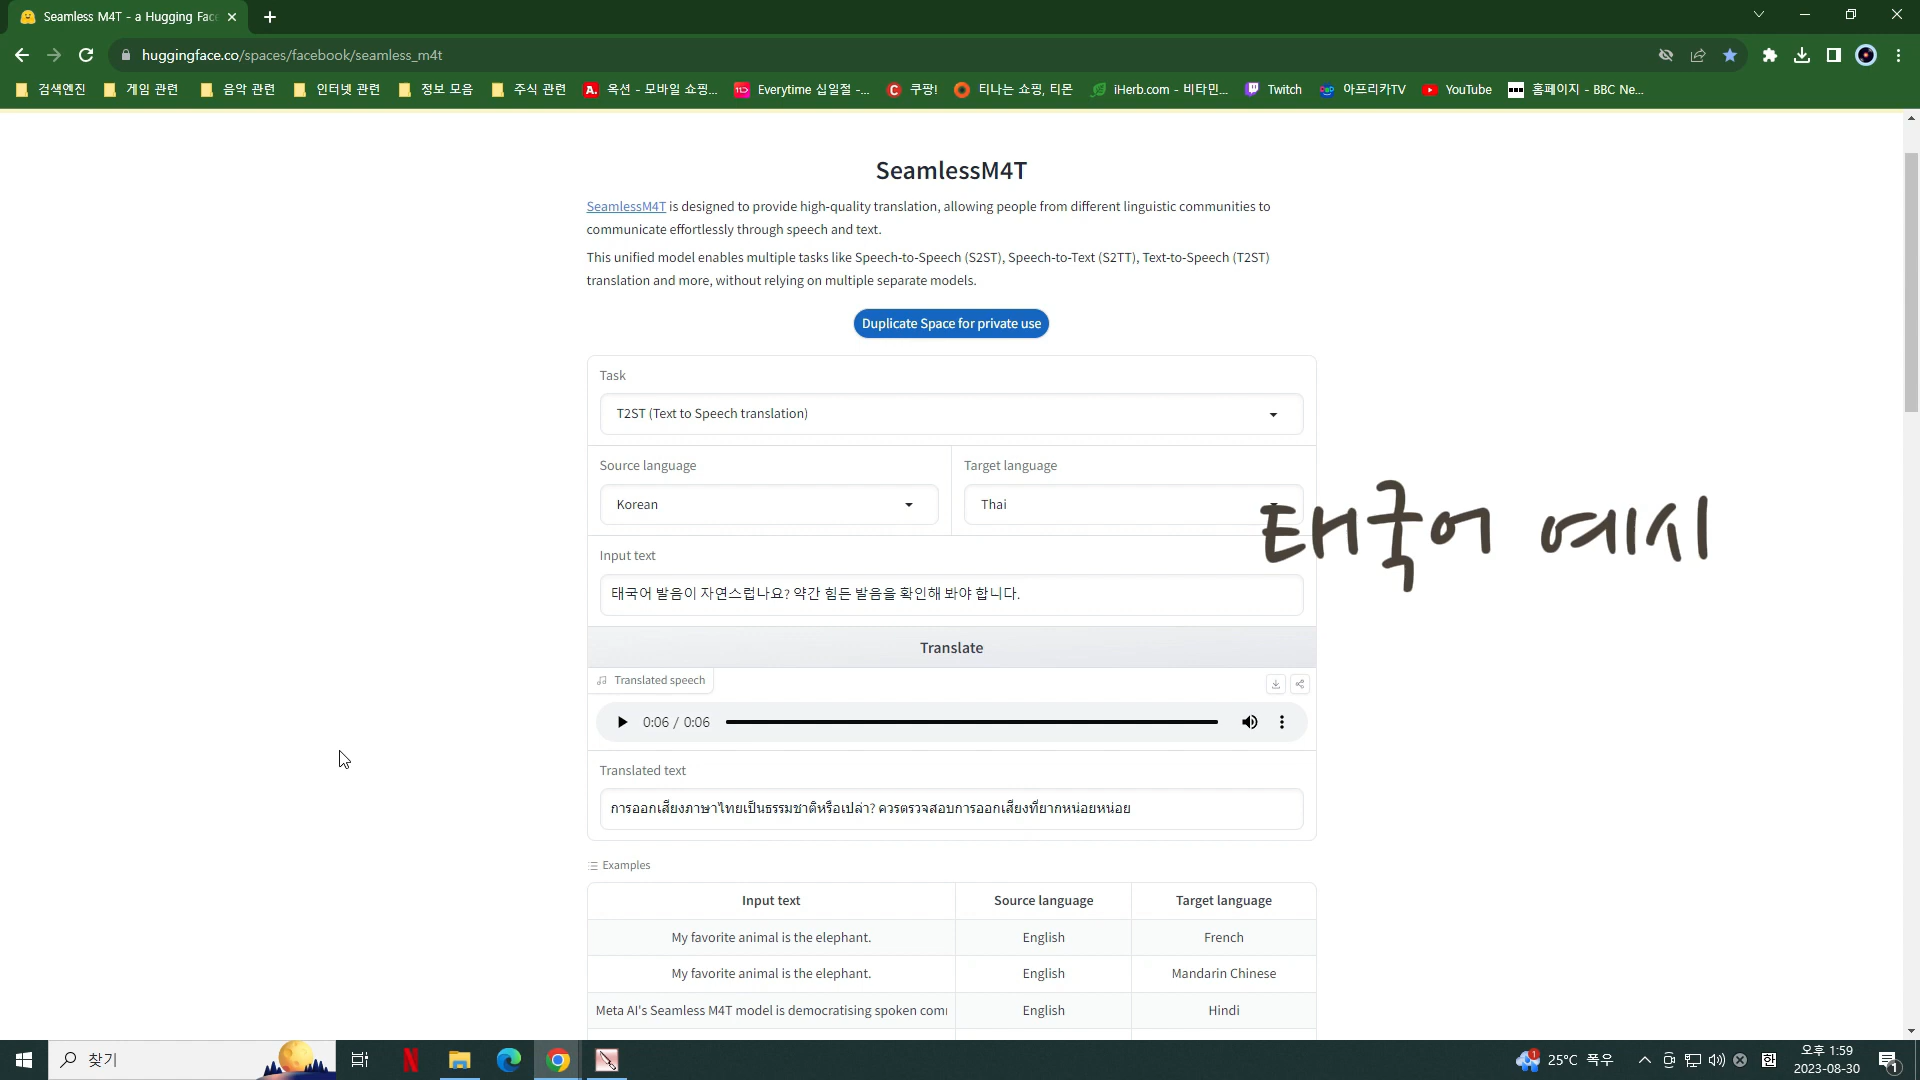 Seamless M4T - a Hugging Face
huggingface.co/spaces/facebook/seamless_m4t
검색엔진 게임 관련 음악 관련 인터넷 관련 정보 모음 주식 관련 옥션 - 모바일 쇼핑... Everytime 십일절 -... 쿠팡! 티나는 쇼핑, 티몬 iHerb.com - 비타민... Twitch 아프리카TV YouTube 홈페이지 - BBC Ne...
SeamlessM4T
SeamlessM4T is designed to provide high-quality translation, allowing people from different linguistic communities to
communicate effortlessly through speech and text.
This unified model enables multiple tasks like Speech-to-Speech (S2ST), Speech-to-Text (S2TT), Text-to-Speech (T2ST)
translation and more, without relying on multiple separate models.
Duplicate Space for private use
Task
T2ST (Text to Speech translation)
Source language Target language
Korean Thai
태국어 예시
Input text
태국어 발음이 자연스럽나요? 약간 힘든 발음을 확인해 봐야 합니다.
Translate
Translated speech
0:06 / 0:06
Translated text
การออกเสียงภาษาไทยเป็นธรรมชาติหรือเปล่า? ควรตรวจสอบการออกเสียงที่ยากหน่อยหน่อย
Examples
Input text Source language Target language
My favorite animal is the elephant. English French
My favorite animal is the elephant. English Mandarin Chinese
Meta AI's Seamless M4T model is democratising spoken com English Hindi
찾기 25°C 폭우 한 오후 1:59
2023-08-30